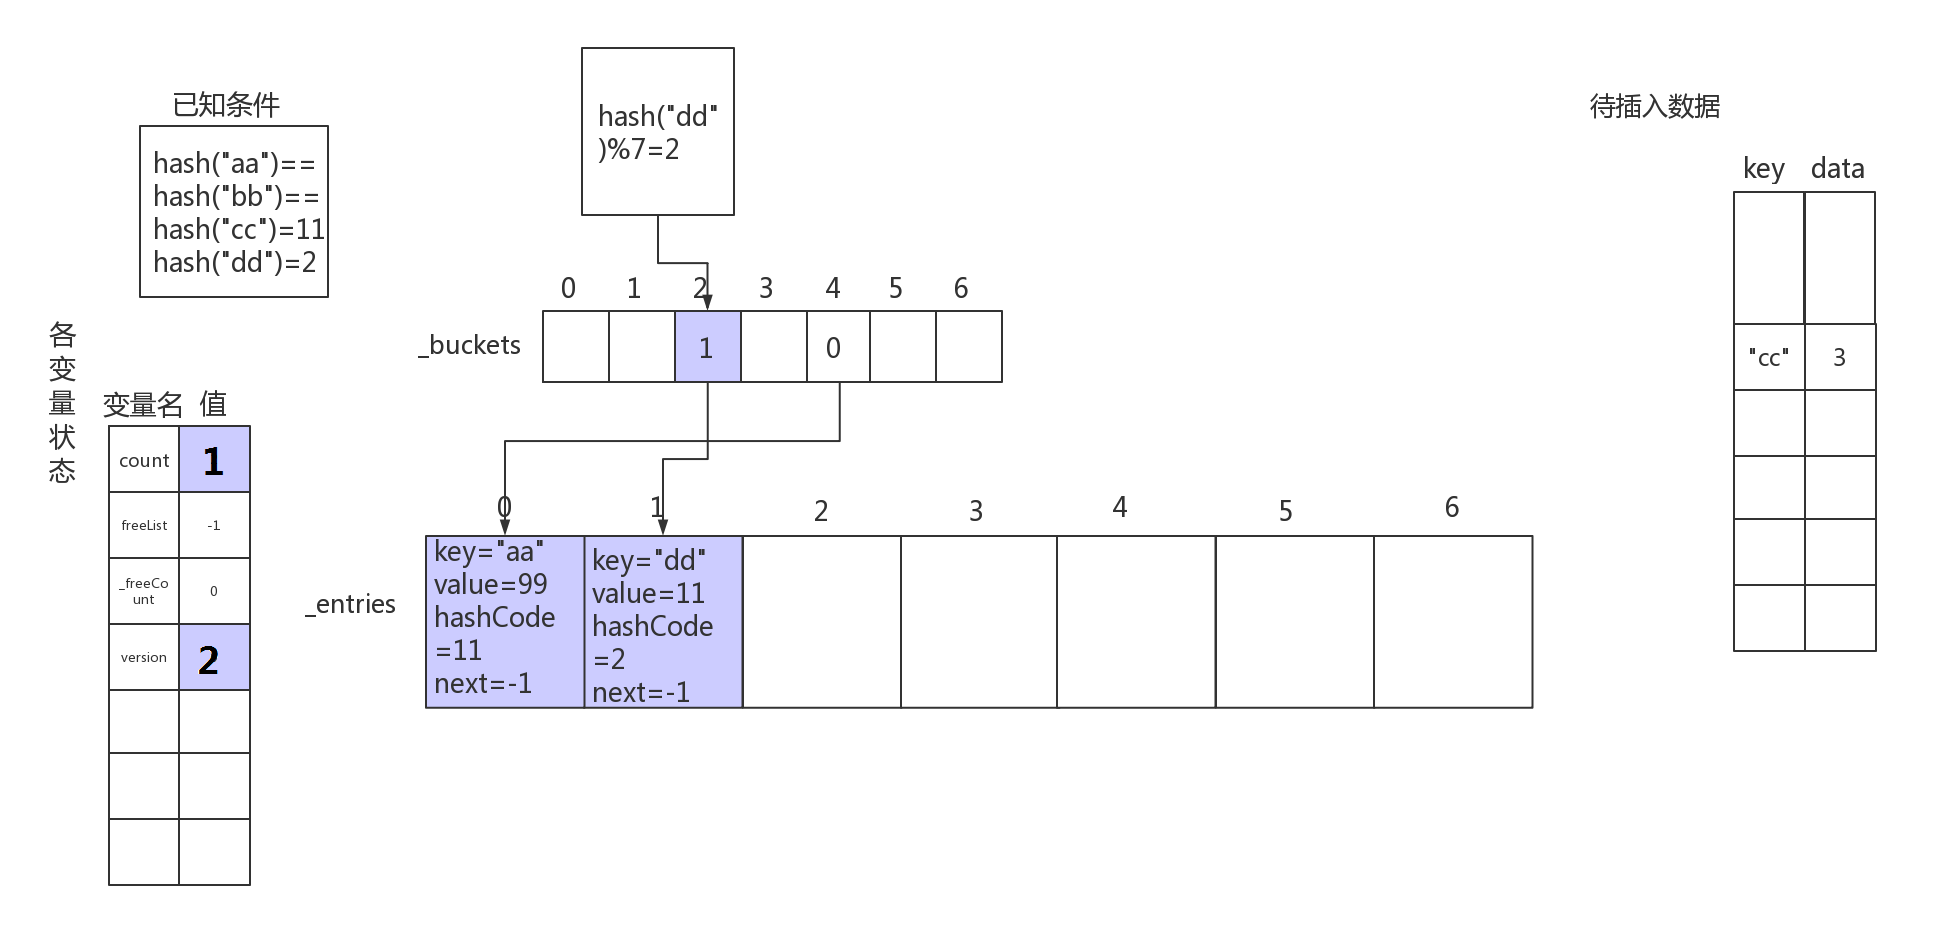 已知条件
hash("aa")==
hash("bb")==
hash("cc")=11
hash("dd")=2
hash("dd"
)%7=2
待插入数据
key data
"cc" 3
0 1 2 3 4 5 6
_buckets
1 0
各变量状态
变量名 值
count 1
freeList -1
_freeCo
unt
0
version 2
0 1 2 3 4 5 6
_entries
key="aa"
value=99
hashCode
=11
next=-1
key="dd"
value=11
hashCode
=2
next=-1